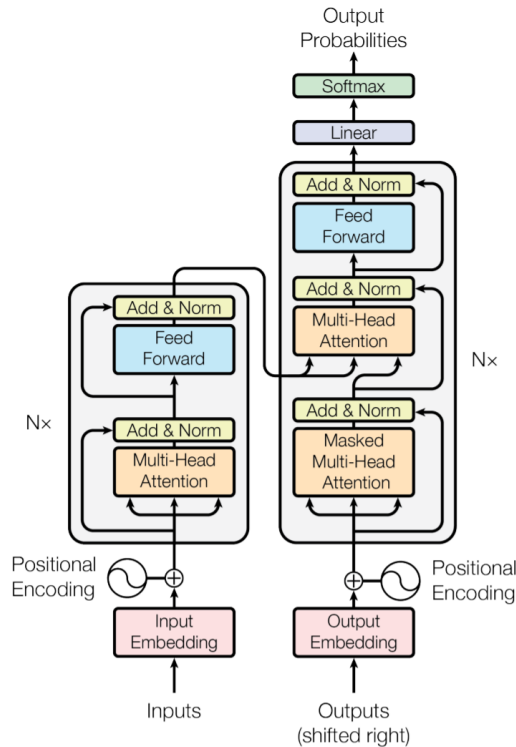 Output
Probabilities
Softmax
Linear
Add & Norm
Feed
Forward
Add & Norm
Multi-Head
Attention
Add & Norm
Masked
Multi-Head
Attention
N×
Add & Norm
Feed
Forward
Add & Norm
Multi-Head
Attention
N×
Positional
Encoding
Positional
Encoding
Input
Embedding
Output
Embedding
Inputs
Outputs
(shifted right)